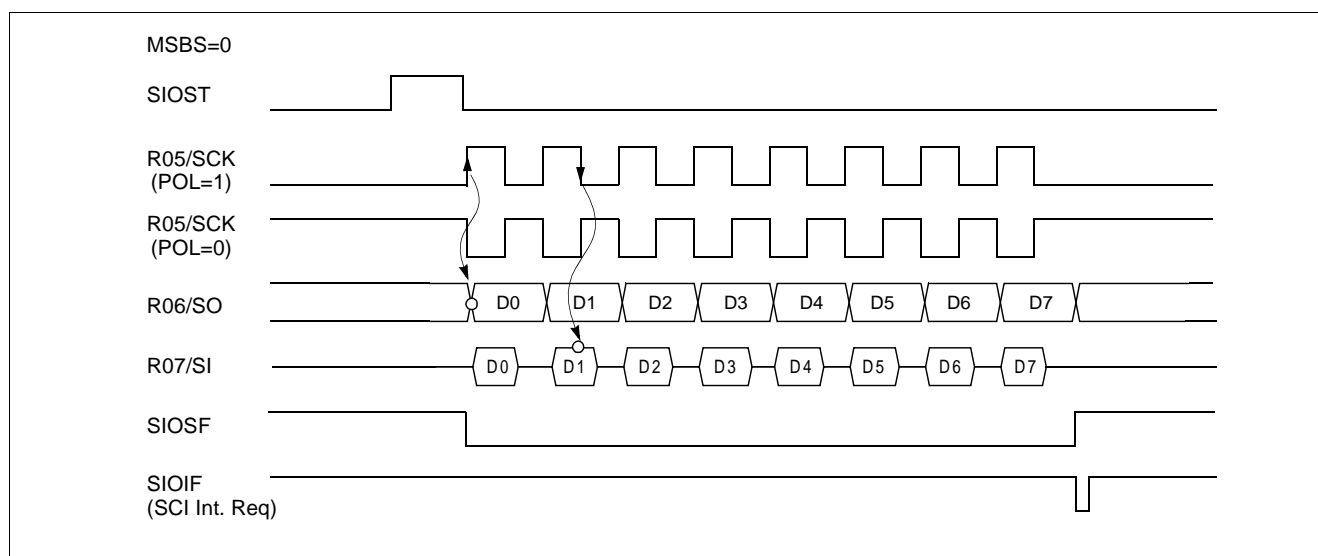 MSBS=0
SIOST
R05/SCK
(POL=1)
R05/SCK
(POL=0)
R06/SO
D0 D1 D2 D3 D4 D5 D6 D7
R07/SI
D0 D1 D2 D3 D4 D5 D6 D7
SIOSF
SIOIF
(SCI Int. Req)